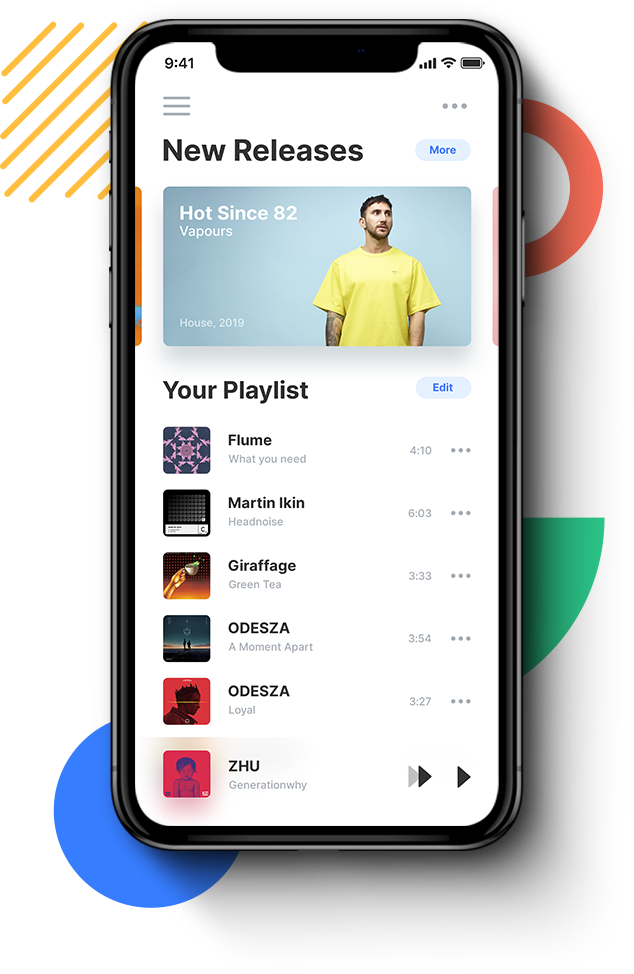 9:41
New Releases
More
Hot Since 82
Vapours
House, 2019
Your Playlist
Edit
Flume
What you need
4:10
Martin Ikin
Headnoise
6:03
Giraffage
Green Tea
3:33
ODESZA
A Moment Apart
3:54
ODESZA
Loyal
3:27
ZHU
Generationwhy